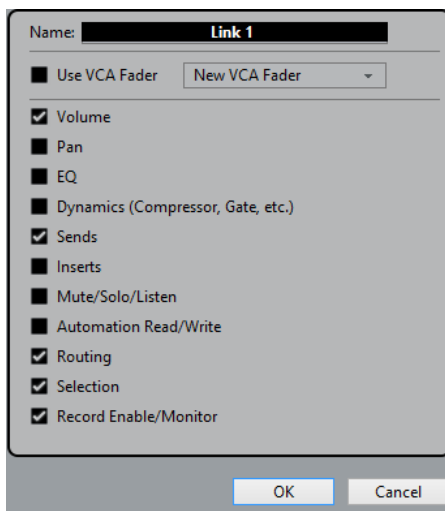 Name: Link 1
Use VCA Fader New VCA Fader
Volume
Pan
EQ
Dynamics (Compressor, Gate, etc.)
Sends
Inserts
Mute/Solo/Listen
Automation Read/Write
Routing
Selection
Record Enable/Monitor
OK Cancel